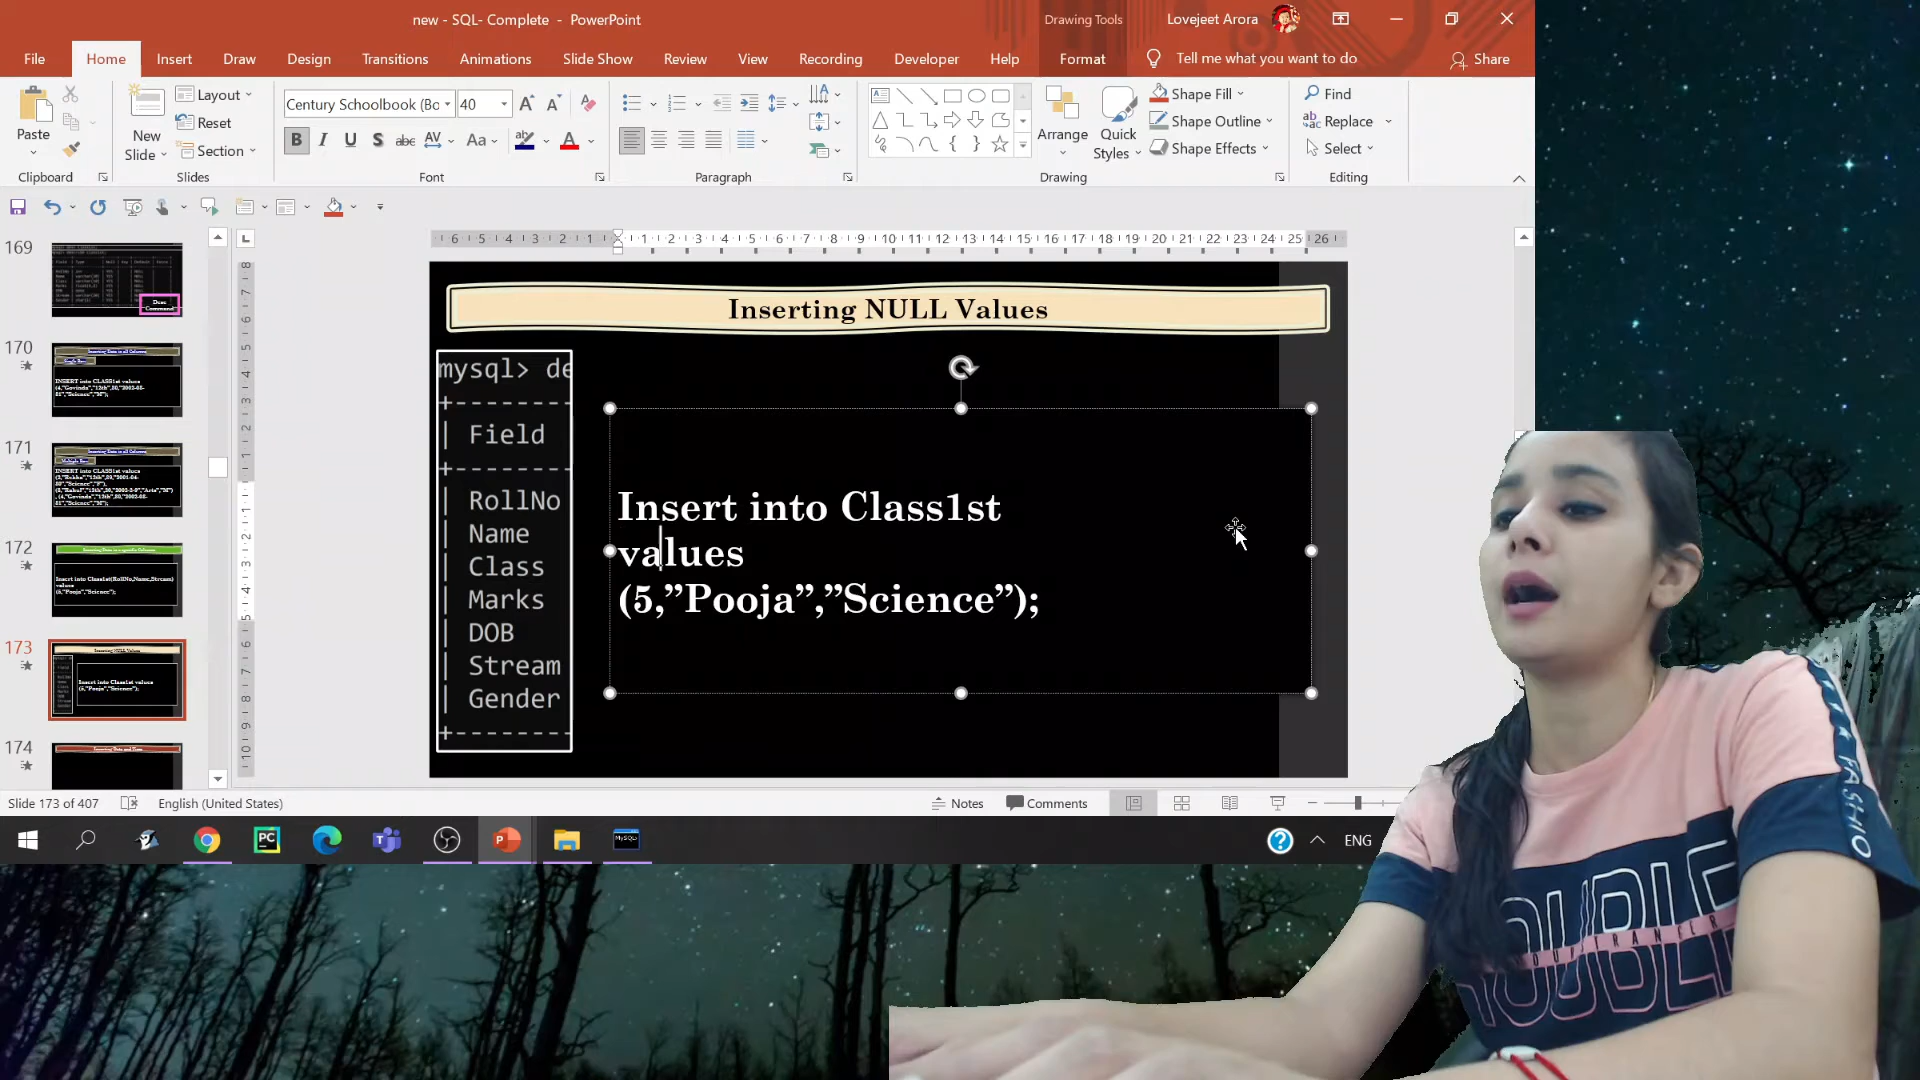 new - SQL- Complete - PowerPoint
Drawing Tools
Lovejeet Arora
File Home Insert Draw Design Transitions Animations Slide Show Review View Recording Developer Help Format Tell me what you want to do Share
Paste
New
Slide
Layout
Reset
Section
Century Schoolbook (Bo 40
Arrange
Quick
Styles
Shape Fill
Shape Outline
Shape Effects
Find
Replace
Select
Clipboard Slides Font Paragraph Drawing Editing
169
170
171
172
173
174
Inserting NULL Values
mysql> de
Field
RollNo
Name
Class
Marks
DOB
Stream
Gender
Insert into Class1st
values
(5,”Pooja”,”Science”);
Slide 173 of 407 English (United States) Notes Comments
ENG
FASHIO
OUBLE